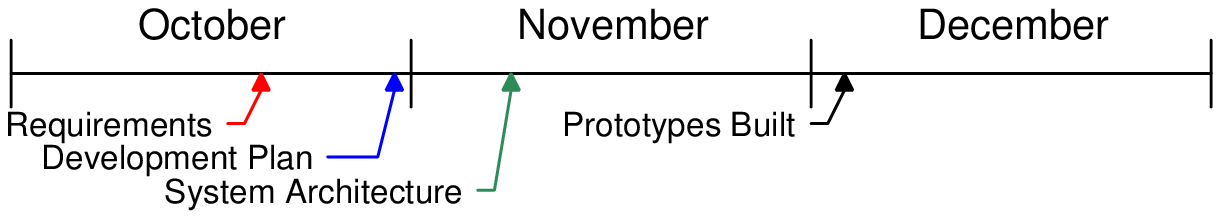 October November December
Requirements
Prototypes Built
Development Plan
System Architecture